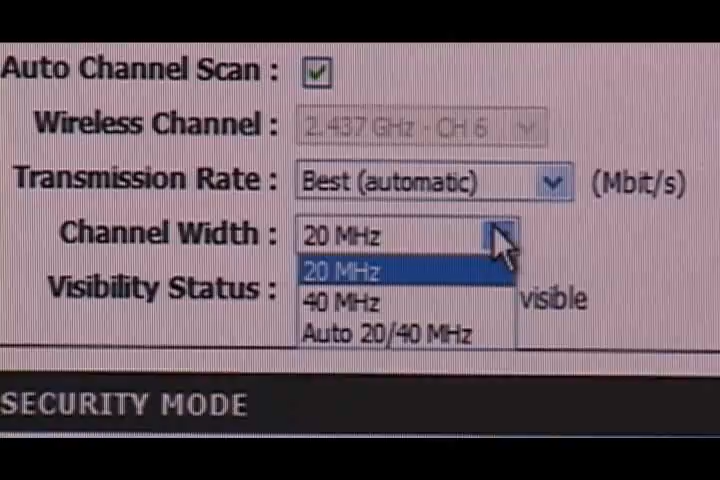 Auto Channel Scan :
Wireless Channel : 2.437 GHz - CH 6
Transmission Rate : Best (automatic) (Mbit/s)
Channel Width : 20 MHz
20 MHz
Visibility Status : visible
40 MHz
Auto 20/40 MHz
SECURITY MODE